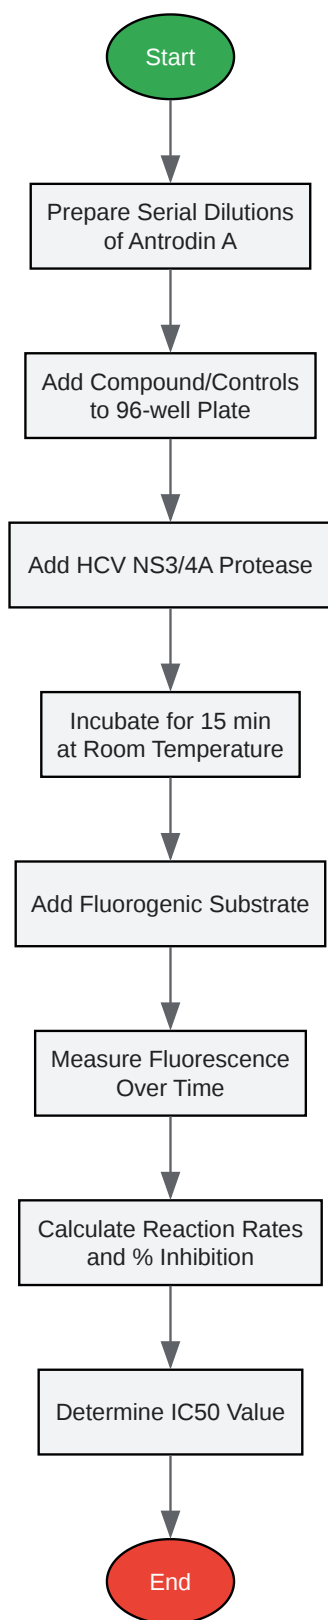 Start
Prepare Serial Dilutions
of Antrodin A
Add Compound/Controls
to 96-well Plate
Add HCV NS3/4A Protease
Incubate for 15 min
at Room Temperature
Add Fluorogenic Substrate
Measure Fluorescence
Over Time
Calculate Reaction Rates
and % Inhibition
Determine IC50 Value
End